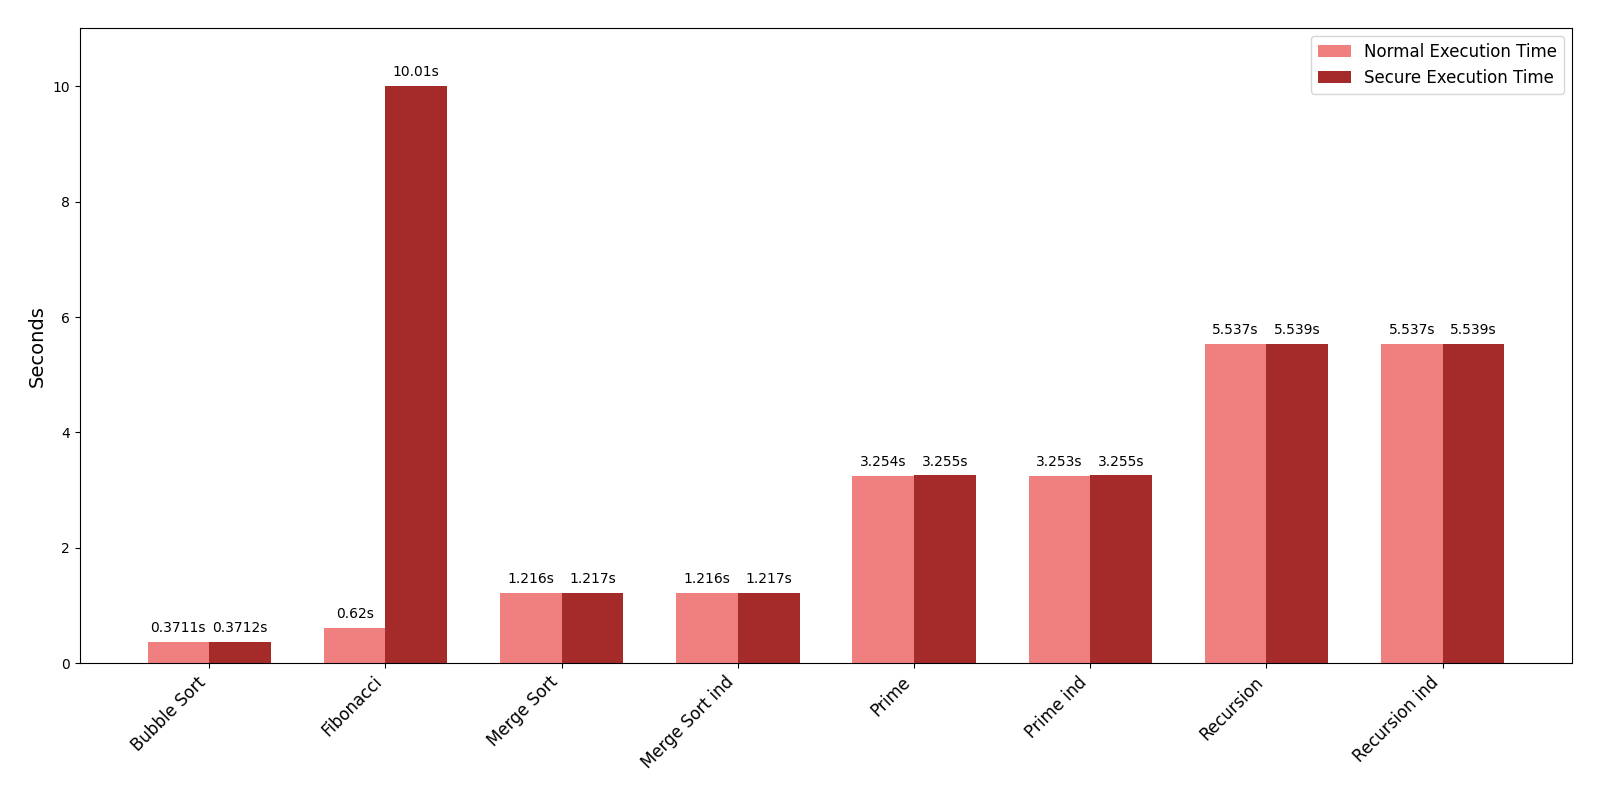 Normal Execution Time
Secure Execution Time
Seconds
10
8
6
4
2
0
0.3711s 0.3712s
0.62s 10.01s
1.216s 1.217s
1.216s 1.217s
3.254s 3.255s
3.253s 3.255s
5.537s 5.539s
5.537s 5.539s
Bubble Sort
Fibonacci
Merge Sort
Merge Sort ind
Prime
Prime ind
Recursion
Recursion ind